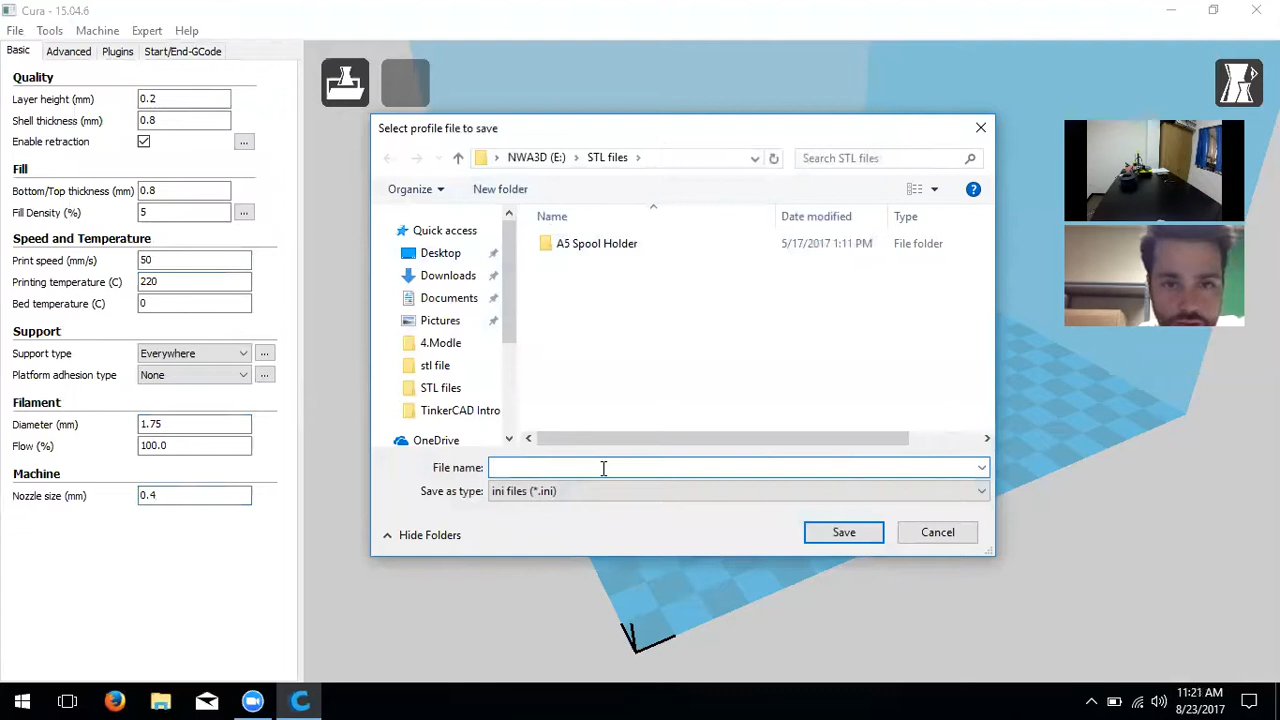 Cura - 15.04.6
File Tools Machine Expert Help
Basic Advanced Plugins Start/End-GCode
Quality
Layer height (mm) 0.2
Shell thickness (mm) 0.8
Enable retraction ...
Fill
Bottom/Top thickness (mm) 0.8
Fill Density (%) 5 ...
Speed and Temperature
Print speed (mm/s) 50
Printing temperature (C) 220
Bed temperature (C) 0
Support
Support type Everywhere ...
Platform adhesion type None ...
Filament
Diameter (mm) 1.75
Flow (%) 100.0
Machine
Nozzle size (mm) 0.4
Select profile file to save
NWA3D (E:) STL files Search STL files
Organize New folder
Name Date modified Type
A5 Spool Holder 5/17/2017 1:11 PM File folder
Quick access
Desktop
Downloads
Documents
Pictures
4.Modle
stl file
STL files
TinkerCAD Intro
OneDrive
File name:
Save as type: ini files (*.ini)
Hide Folders Save Cancel
11:21 AM
8/23/2017